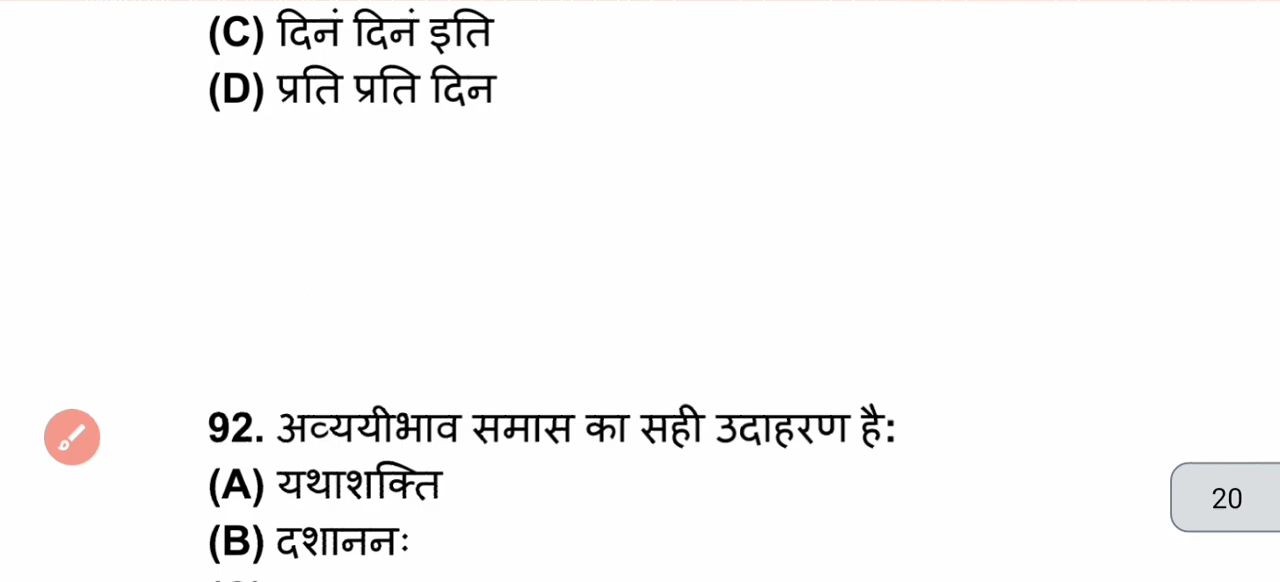 (C) दिनं दिनं इति
(D) प्रति प्रति दिन
92. अव्ययीभाव समास का सही उदाहरण है:
(A) यथाशक्ति
(B) दशाननः
20